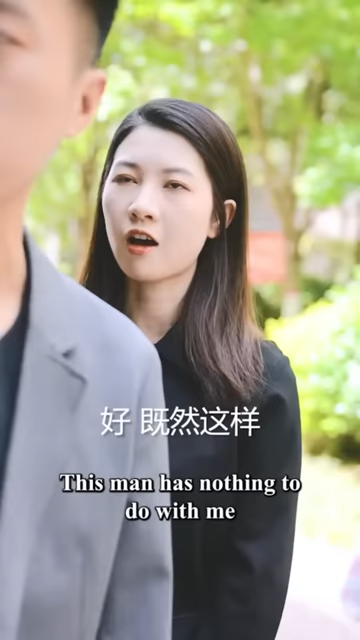 好 既然这样
This man has nothing to
do with me